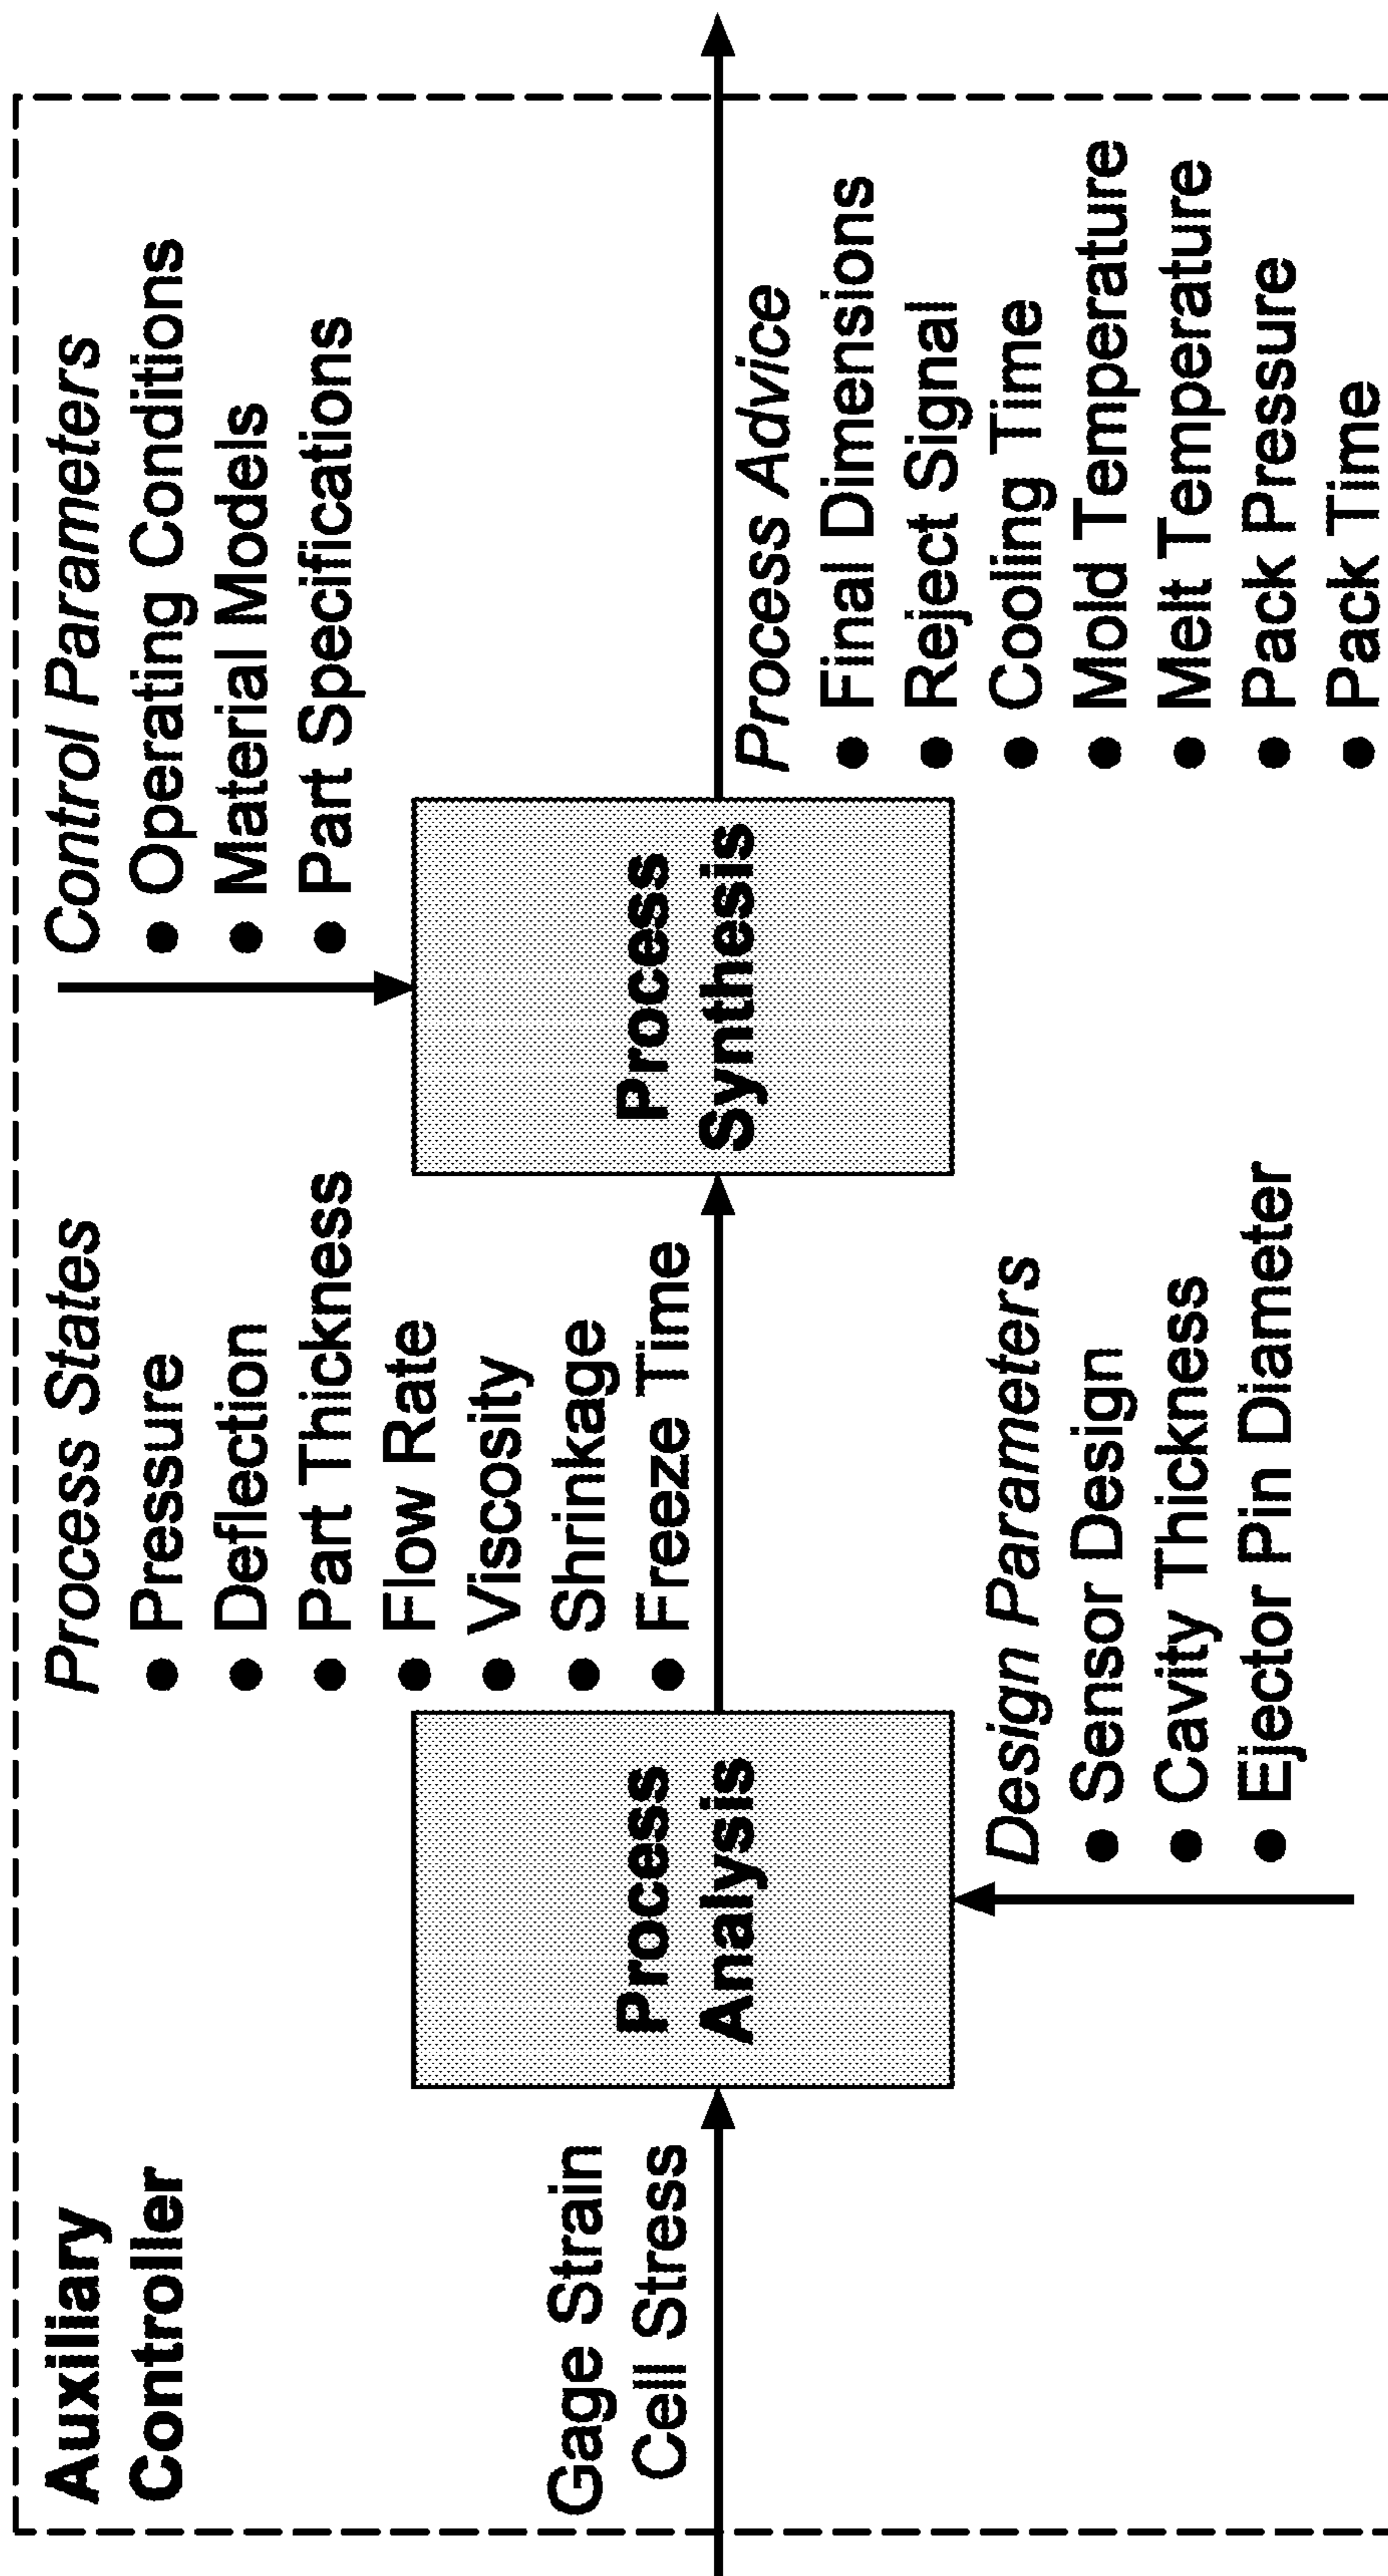 Auxiliary
Controller
Gage Strain
Cell Stress
Process
Analysis
Process States
● Pressure
● Deflection
● Part Thickness
● Flow Rate
● Viscosity
● Shrinkage
● Freeze Time
Design Parameters
● Sensor Design
● Cavity Thickness
● Ejector Pin Diameter
Control Parameters
● Operating Conditions
● Material Models
● Part Specifications
Process
Synthesis
Process Advice
● Final Dimensions
● Reject Signal
● Cooling Time
● Mold Temperature
● Melt Temperature
● Pack Pressure
● Pack Time